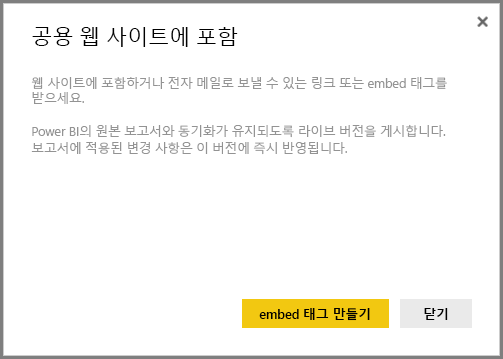 공용 웹 사이트에 포함
웹 사이트에 포함하거나 전자 메일로 보낼 수 있는 링크 또는 embed 태그를
받으세요.
Power BI의 원본 보고서와 동기화가 유지되도록 라이브 버전을 게시합니다.
보고서에 적용된 변경 사항은 이 버전에 즉시 반영됩니다.
embed 태그 만들기
닫기